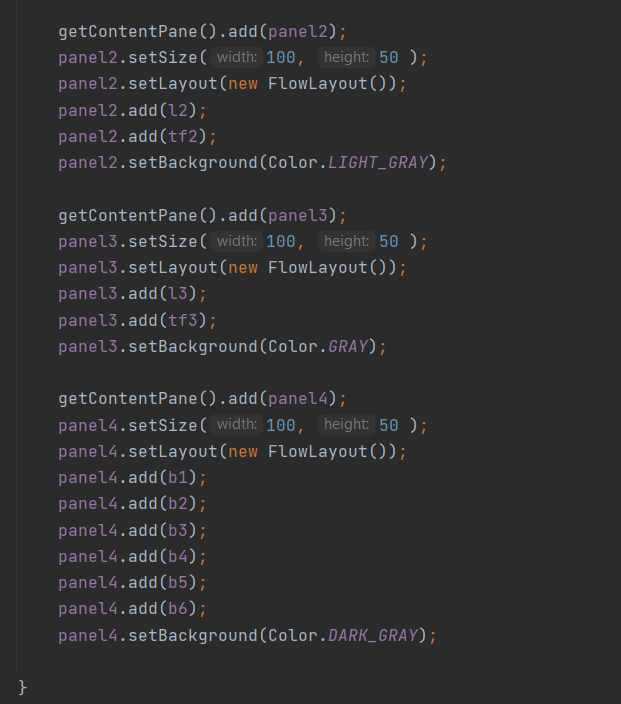 getContentPane().add(panel2);
panel2.setSize( width: 100, height: 50 );
panel2.setLayout(new FlowLayout());
panel2.add(l2);
panel2.add(tf2);
panel2.setBackground(Color.LIGHT_GRAY);
getContentPane().add(panel3);
panel3.setSize( width: 100, height: 50 );
panel3.setLayout(new FlowLayout());
panel3.add(l3);
panel3.add(tf3);
panel3.setBackground(Color.GRAY);
getContentPane().add(panel4);
panel4.setSize( width: 100, height: 50 );
panel4.setLayout(new FlowLayout());
panel4.add(b1);
panel4.add(b2);
panel4.add(b3);
panel4.add(b4);
panel4.add(b5);
panel4.add(b6);
panel4.setBackground(Color.DARK_GRAY);
}